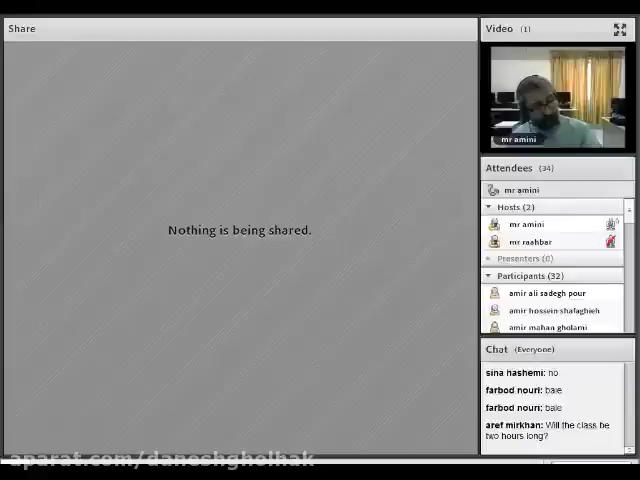 Share
Nothing is being shared.
Video (1)
mr amini
Attendees (34)
mr amini
Hosts (2)
mr amini
mr raahbar
Presenters (0)
Participants (32)
amir ali sadegh pour
amir hossein shafaghieh
amir mahan gholami
Chat (Everyone)
sina hashemi: no
farbod nouri: bale
farbod nouri: bale
aref mirkhan: Will the class be
two hours long?
aparat.com/daneshgholhak